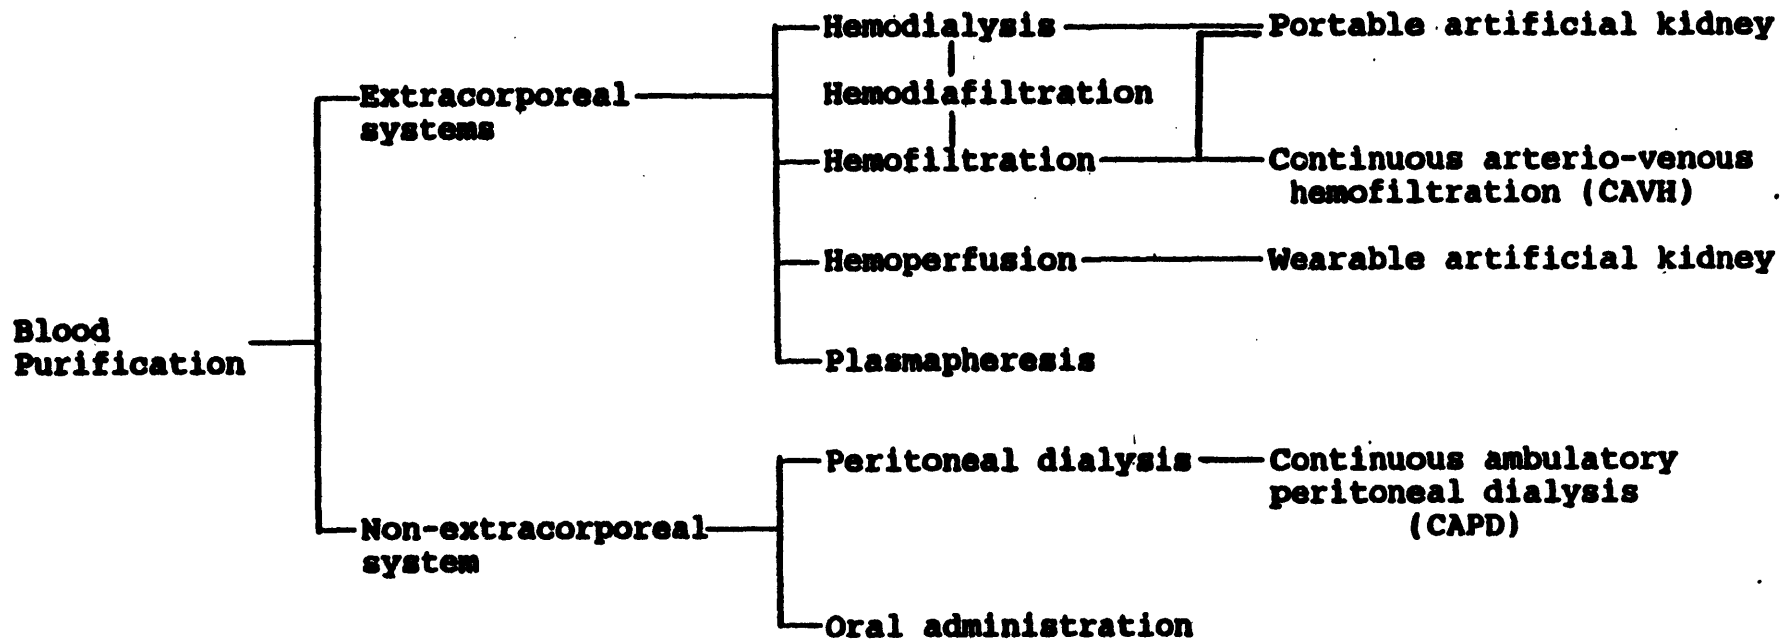 Hemodialysis
Portable artificial kidney
Extracorporeal
systems
Hemodiafiltration
Hemofiltration
Continuous arterio-venous
hemofiltration (CAVH)
Hemoperfusion
Wearable artificial kidney
Blood
Purification
Plasmapheresis
Peritoneal dialysis
Continuous ambulatory
peritoneal dialysis
(CAPD)
Non-extracorporeal
system
Oral administration